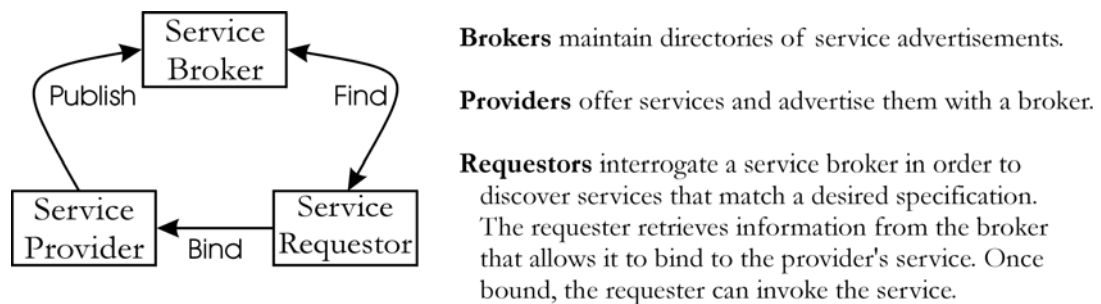 Service
Broker
Publish
Find
Service
Provider
Bind
Service
Requestor
Brokers maintain directories of service advertisements.
Providers offer services and advertise them with a broker.
Requestors interrogate a service broker in order to
discover services that match a desired specification.
The requester retrieves information from the broker
that allows it to bind to the provider's service. Once
bound, the requester can invoke the service.